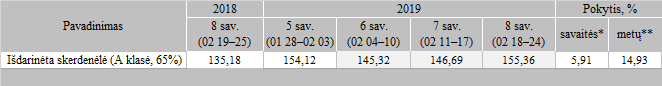 Pavadinimas 2018 2019 Pokytis, %
8 sav. (02 19–25) 5 sav. (01 28–02 03) 6 sav. (02 04–10) 7 sav. (02 11–17) 8 sav. (02 18–24) savaitės* metų**
Išdarinėta skerdenėlė (A klasė, 65%) 135,18 154,12 145,32 146,69 155,36 5,91 14,93